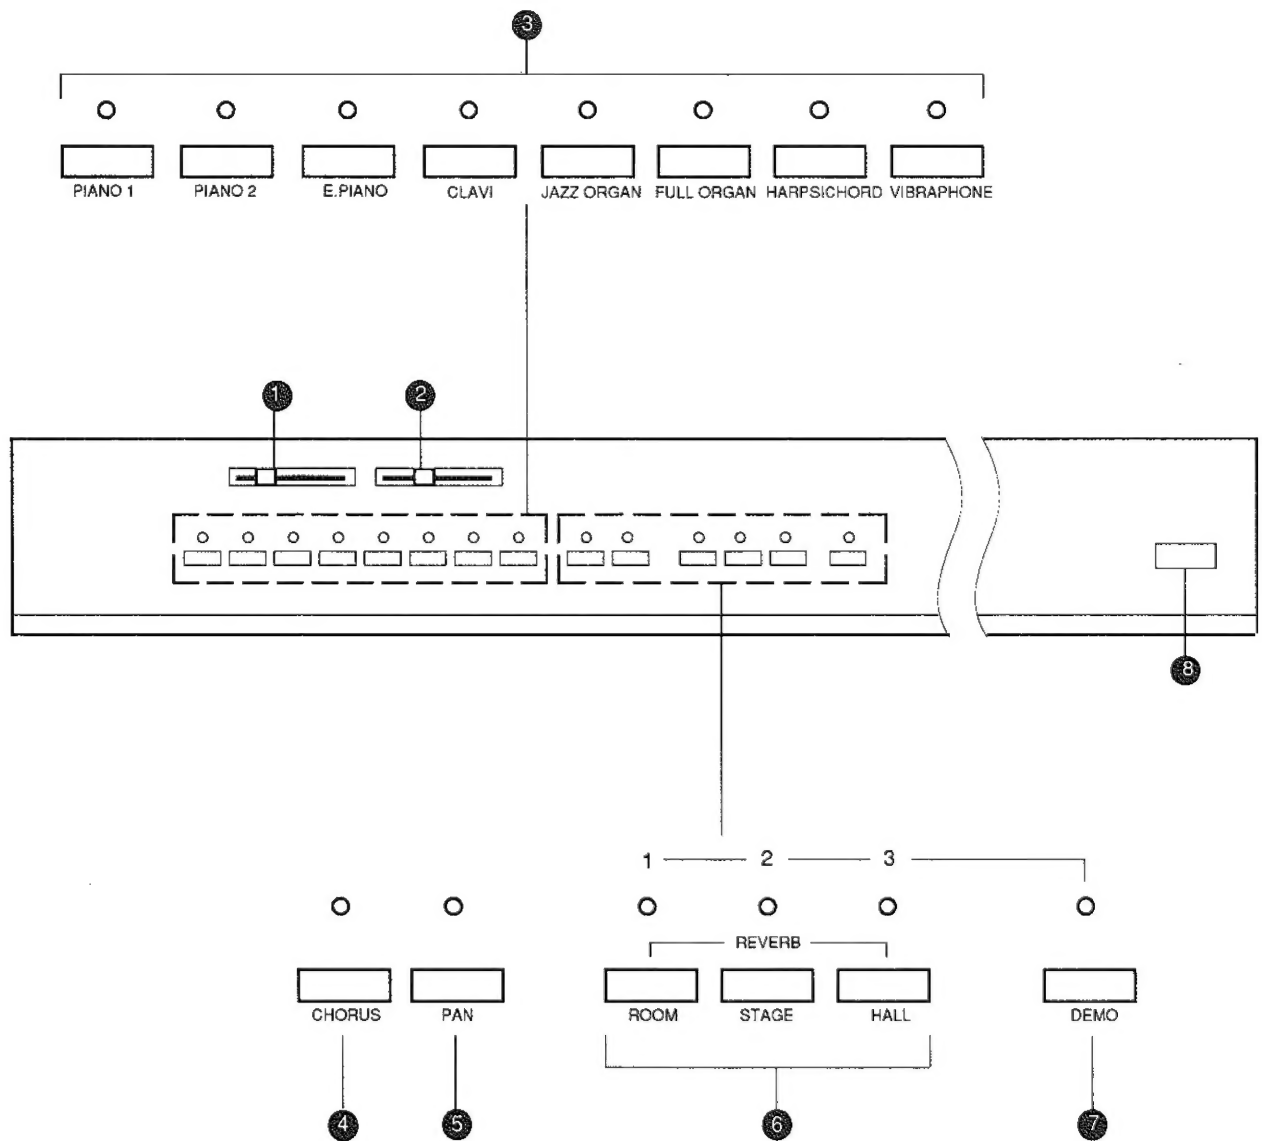 3
PIANO 1 PIANO 2 E.PIANO CLAVI JAZZ ORGAN FULL ORGAN HARPSICHORD VIBRAPHONE
1 2
8
1 2 3
REVERB
CHORUS PAN ROOM STAGE HALL DEMO
4 5 6 7